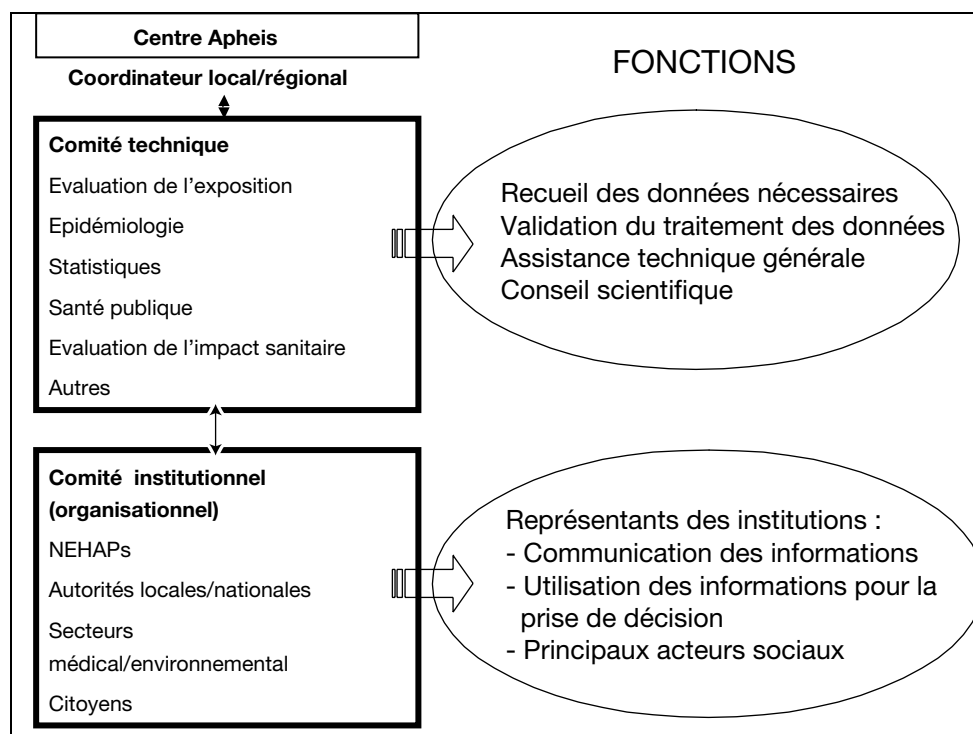 Centre Apheis
Coordinateur local/régional
FONCTIONS
Comité technique
Evaluation de l'exposition
Epidémiologie
Statistiques
Santé publique
Evaluation de l'impact sanitaire
Autres
Recueil des données nécessaires
Validation du traitement des données
Assistance technique générale
Conseil scientifique
Comité institutionnel
(organisationnel)
NEHAPs
Autorités locales/nationales
Secteurs
médical/environnemental
Citoyens
Représentants des institutions :
- Communication des informations
- Utilisation des informations pour la
prise de décision
- Principaux acteurs sociaux